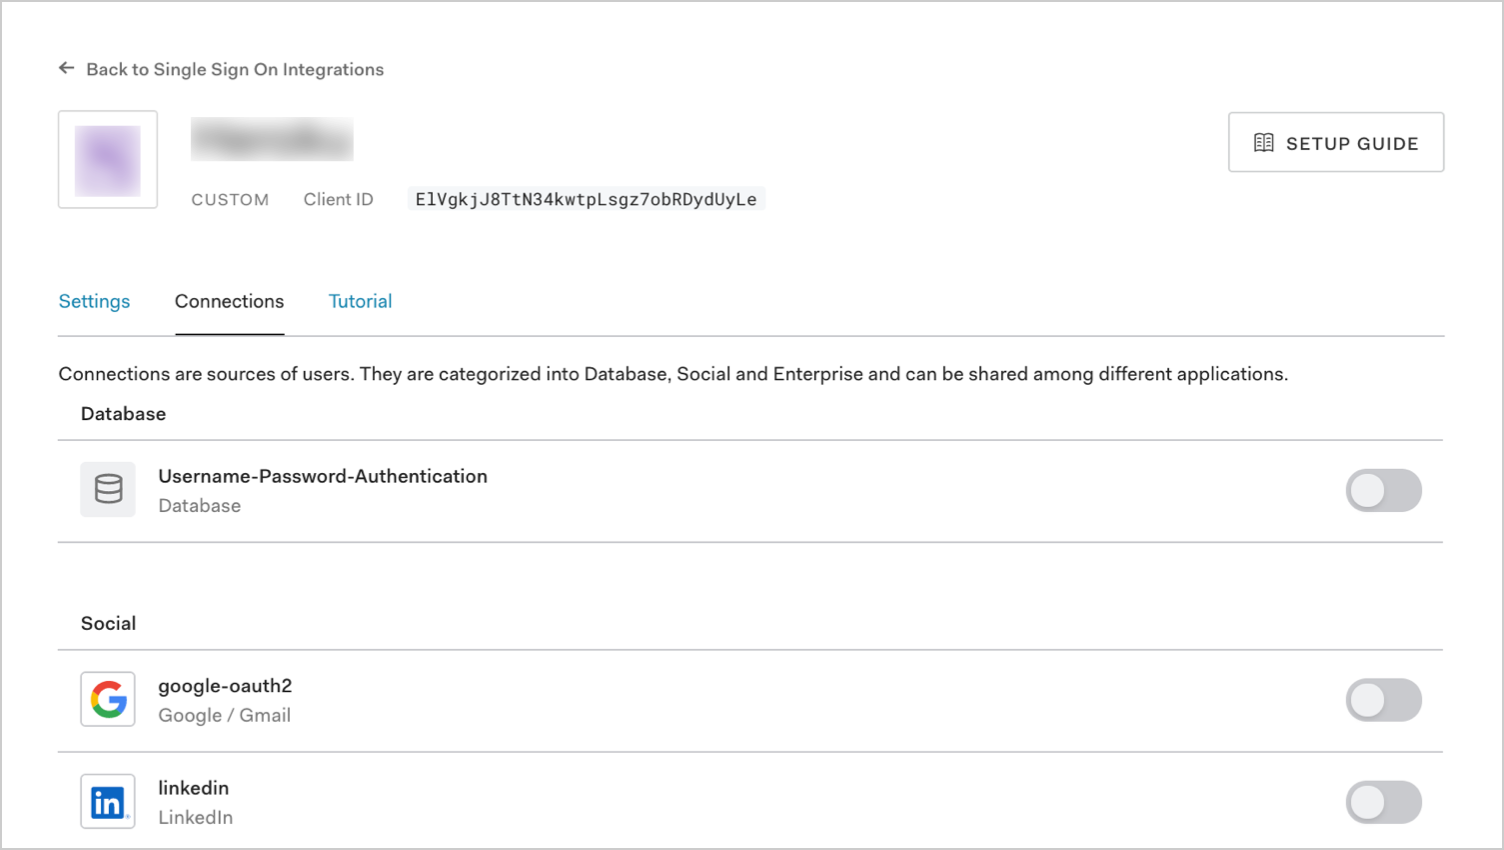 Back to Single Sign On Integrations
SETUP GUIDE
CUSTOM Client ID ElVgkjJ8TtN34kwtpLsgz7obRDydUyLe
Settings Connections Tutorial
Connections are sources of users. They are categorized into Database, Social and Enterprise and can be shared among different applications.
Database
Username-Password-Authentication
Database
Social
google-oauth2
Google / Gmail
linkedin
in
LinkedIn